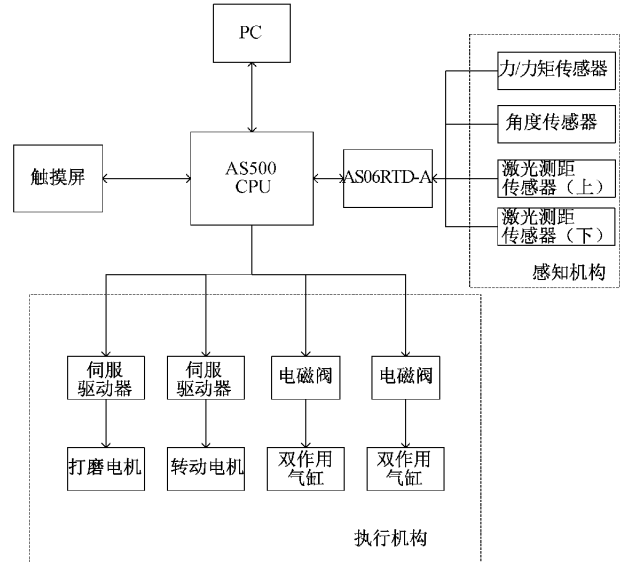 PC
力/力矩传感器
角度传感器
触摸屏
AS500
CPU
AS06RTD-A
激光测距
传感器（上）
激光测距
传感器（下）
感知机构
伺服
驱动器
伺服
驱动器
电磁阀
电磁阀
打磨电机
转动电机
双作用
气缸
双作用
气缸
执行机构